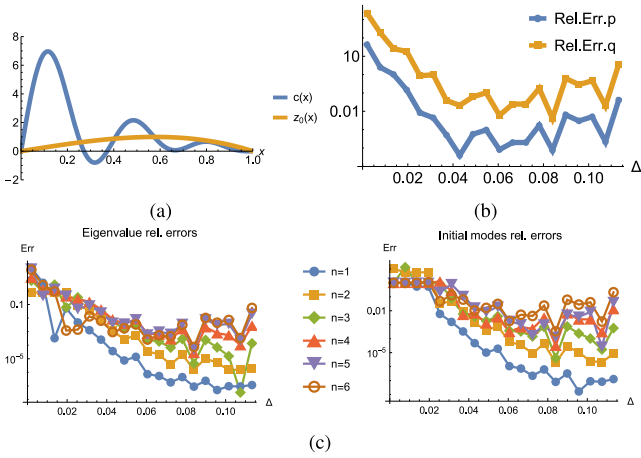 8
6
4
2
0
−2
0.2
0.4
0.6
0.8
1.0
x
c(x)
z0(x)
(a)
10
0.01
Rel.Err.p
Rel.Err.q
0.02
0.04
0.06
0.08
0.10
Δ
(b)
Eigenvalue rel. errors
Err
0.1
10⁻⁵
0.02
0.04
0.06
0.08
0.10
Δ
n=1
n=2
n=3
n=4
n=5
n=6
Initial modes rel. errors
Err
0.01
10⁻⁵
0.02
0.04
0.06
0.08
0.10
Δ
(c)